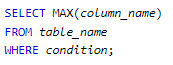 SELECT MAX(column_name)
FROM table_name
WHERE condition;